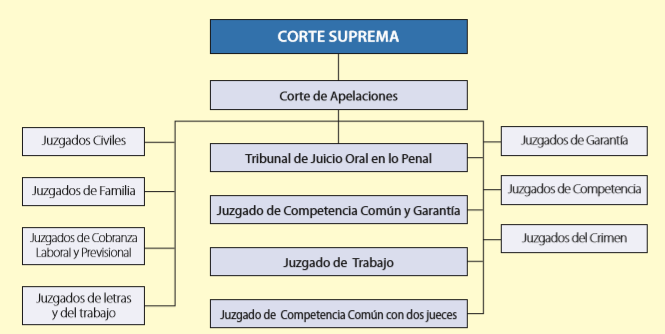 CORTE SUPREMA
Corte de Apelaciones
Juzgados Civiles
Juzgados de Familia
Juzgados de Cobranza
Laboral y Previsional
Juzgados de letras
y del trabajo
Tribunal de Juicio Oral en lo Penal
Juzgado de Competencia Común y Garantía
Juzgado de Trabajo
Juzgado de Competencia Común con dos jueces
Juzgados de Garantía
Juzgados de Competencia
Juzgados del Crimen